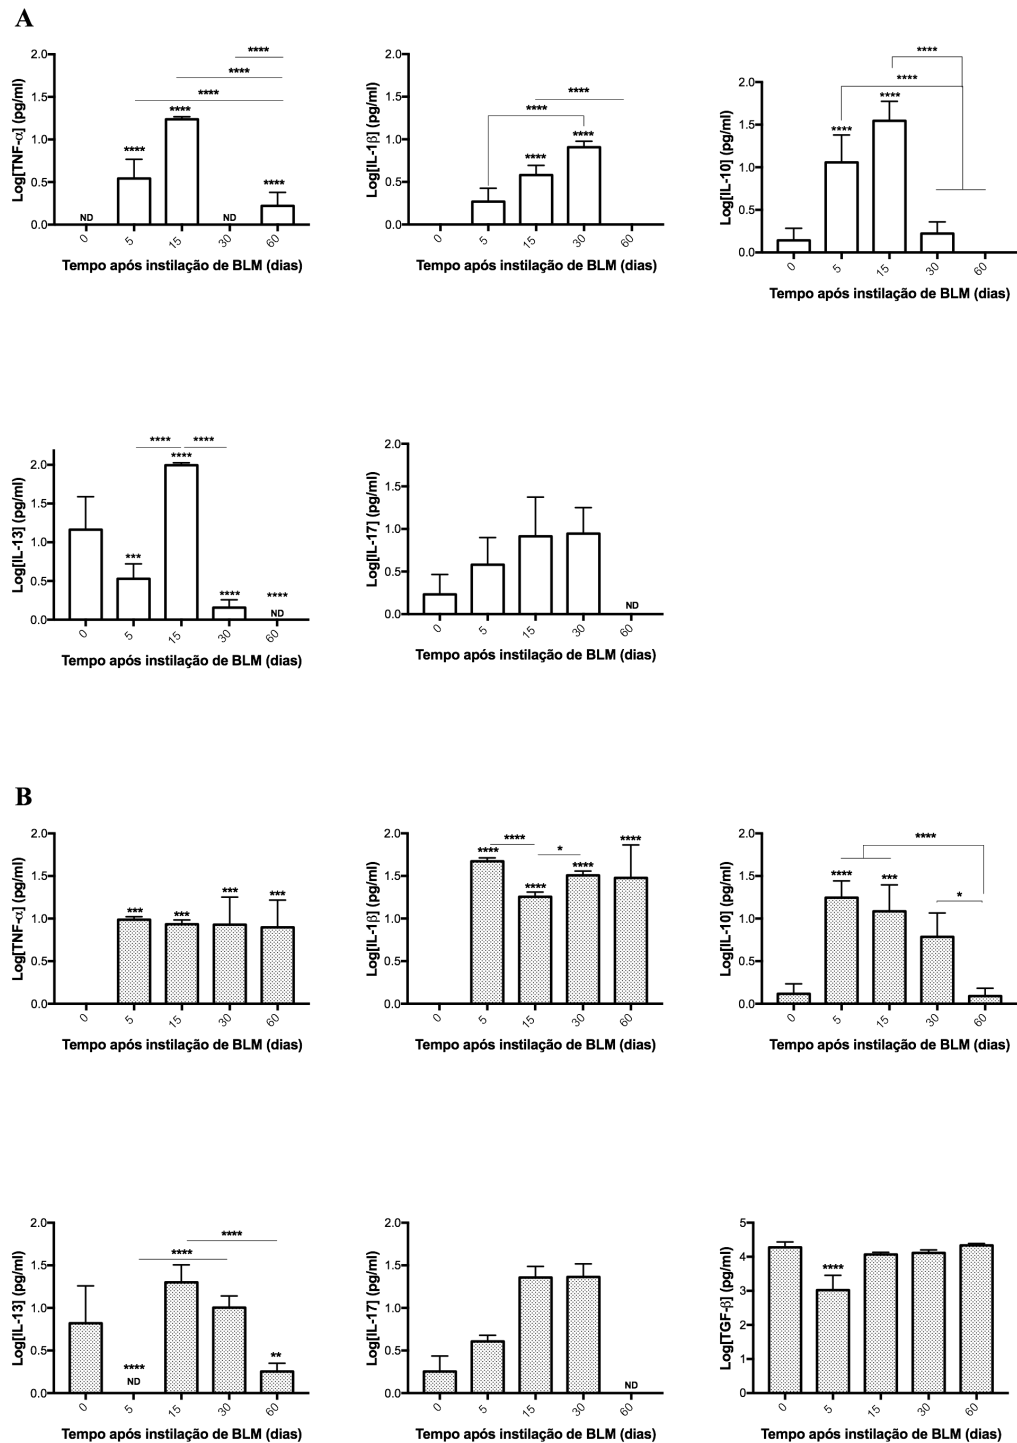 A
Log[TNF-α] (pg/ml)
2.0
1.5
1.0
0.5
0.0
****
****
****
****
****
****
ND
ND
0 5 15 30 60
Tempo após instilação de BLM (dias)
Log[IL-1β] (pg/ml)
2.0
1.5
1.0
0.5
0.0
****
****
****
****
0 5 15 30 60
Tempo após instilação de BLM (dias)
Log[IL-10] (pg/ml)
2.0
1.5
1.0
0.5
0.0
****
****
****
****
0 5 15 30 60
Tempo após instilação de BLM (dias)
Log[IL-13] (pg/ml)
2.0
1.5
1.0
0.5
0.0
**** ****
****
***
**** ****
ND
0 5 15 30 60
Tempo após instilação de BLM (dias)
Log[IL-17] (pg/ml)
2.0
1.5
1.0
0.5
0.0
ND
0 5 15 30 60
Tempo após instilação de BLM (dias)
B
Log[TNF-α] (pg/ml)
2.0
1.5
1.0
0.5
0.0
*** *** *** ***
0 5 15 30 60
Tempo após instilação de BLM (dias)
Log[IL-1β] (pg/ml)
2.0
1.5
1.0
0.5
0.0
****
*
****
****
****
****
0 5 15 30 60
Tempo após instilação de BLM (dias)
Log[IL-10] (pg/ml)
2.0
1.5
1.0
0.5
0.0
****
****
***
*
0 5 15 30 60
Tempo após instilação de BLM (dias)
Log[IL-13] (pg/ml)
2.0
1.5
1.0
0.5
0.0
****
****
****
ND
**
0 5 15 30 60
Tempo após instilação de BLM (dias)
Log[IL-17] (pg/ml)
2.0
1.5
1.0
0.5
0.0
ND
0 5 15 30 60
Tempo após instilação de BLM (dias)
Log[TGF-β] (pg/ml)
5
4
3
2
1
0
****
0 5 15 30 60
Tempo após instilação de BLM (dias)